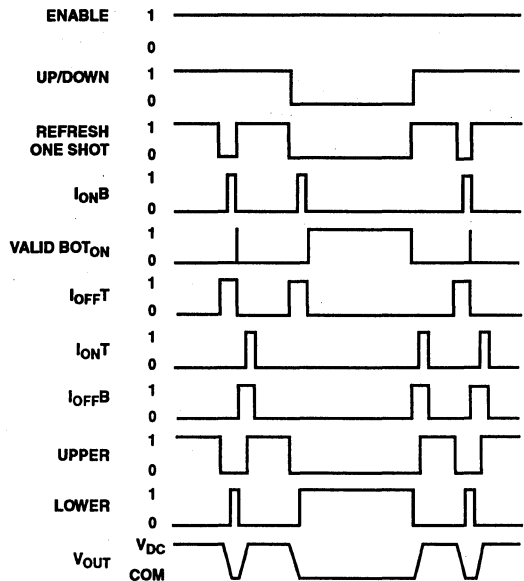 ENABLE 1
0
UP/DOWN 1
0
REFRESH 1
ONE SHOT 0
IONB 1
0
VALID BOTON 1
0
IOFFT 1
0
IONT 1
0
IOFFB 1
0
UPPER 1
0
LOWER 1
0
VOUT VDC
COM